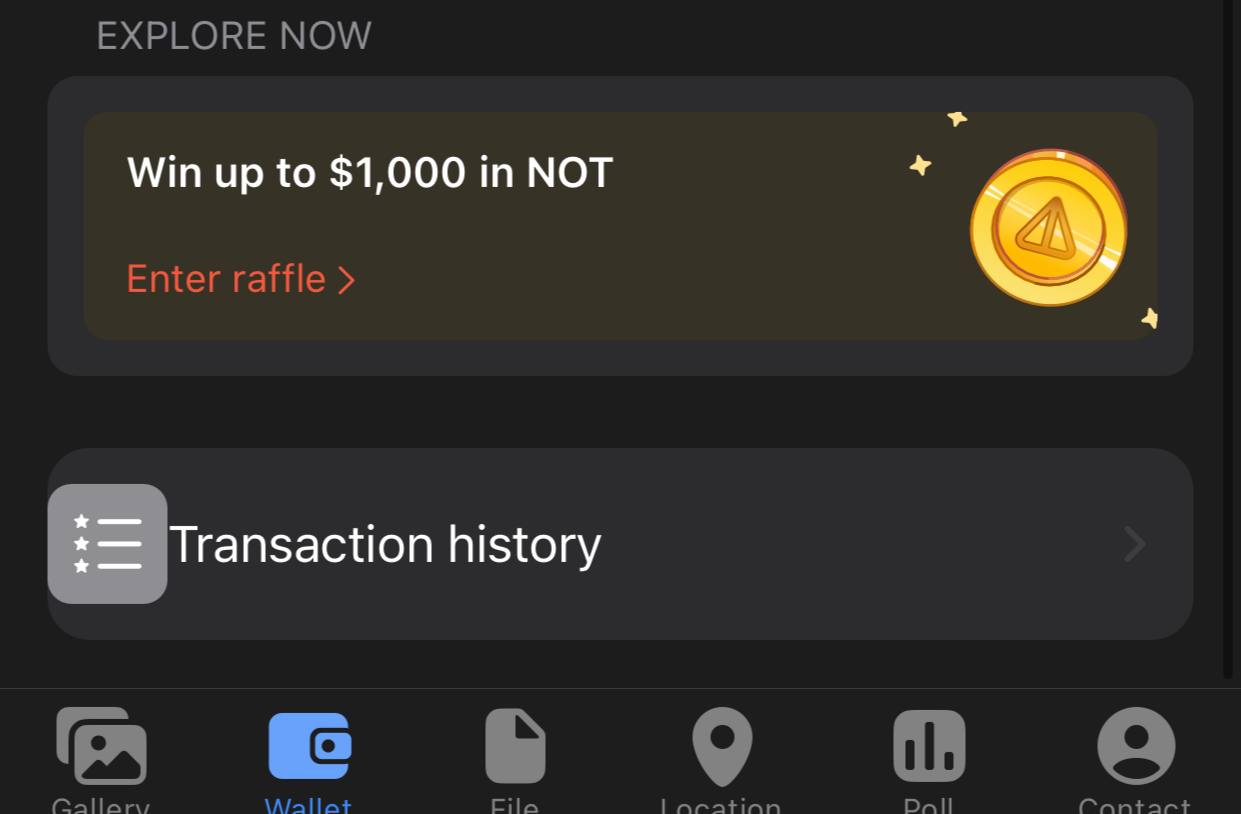 EXPLORE NOW
Win up to $1,000 in NOT
Enter raffle >
Transaction history
Gallery
Wallet
File
Location
Poll
Contact